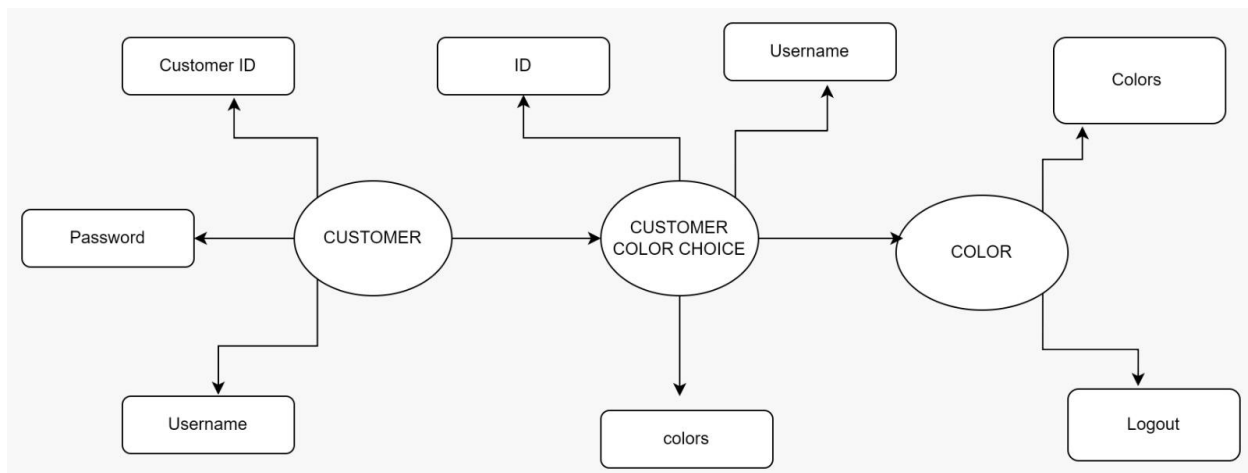 Customer ID
ID
Username
Colors
Password
CUSTOMER
CUSTOMER
COLOR CHOICE
COLOR
Username
colors
Logout